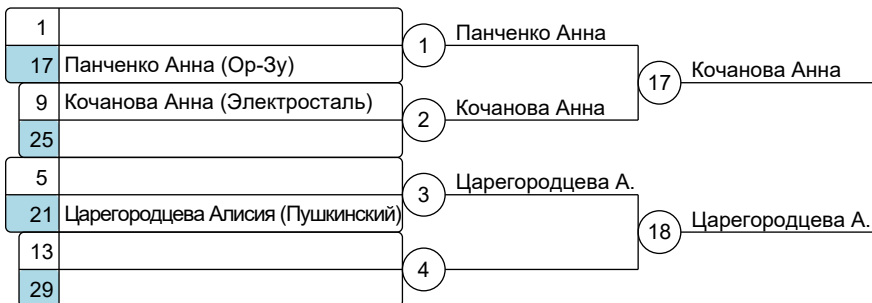 1
17 Панченко Анна (Ор-Зу)
1 Панченко Анна
9 Кочанова Анна (Электросталь)
25
2 Кочанова Анна
17 Кочанова Анна
5
21 Царегородцева Алисия (Пушкинский)
3 Царегородцева А.
13
29
4
18 Царегородцева А.